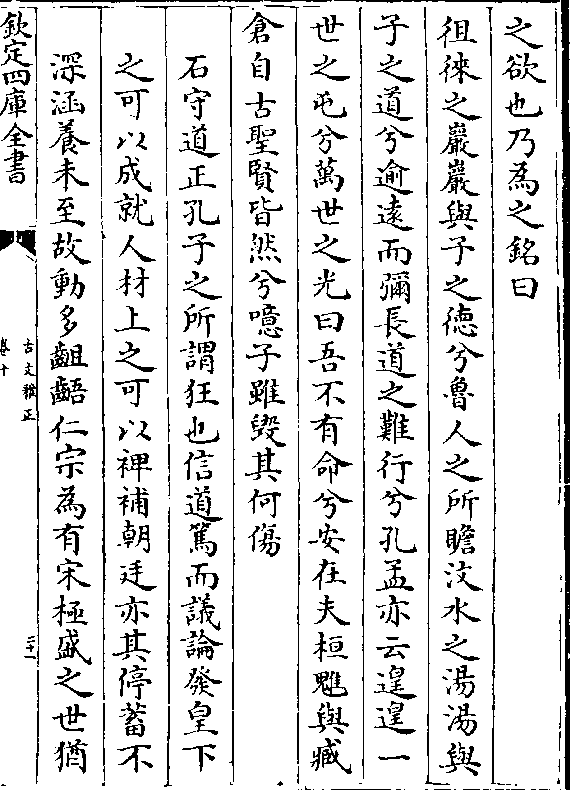 之欲也乃為之銘曰
徂徠之巖巖與子之徳兮魯人之所瞻汶水之湯湯與
子之道兮逾逺而彌長道之難行兮孔孟亦云遑遑一
世之屯兮萬世之光曰吾不有命兮安在夫桓魋與臧
倉自古聖賢皆然兮噫子雖毀其何傷
石守道正孔子之所謂狂也信道篤而議論發皇下
之可以成就人材上之可以裨補朝廷亦其停蓄不
深涵養未至故動多齟齬仁宗為有宋極盛之世猶
欽定四庫全書
古文雅正
卷十
二十一